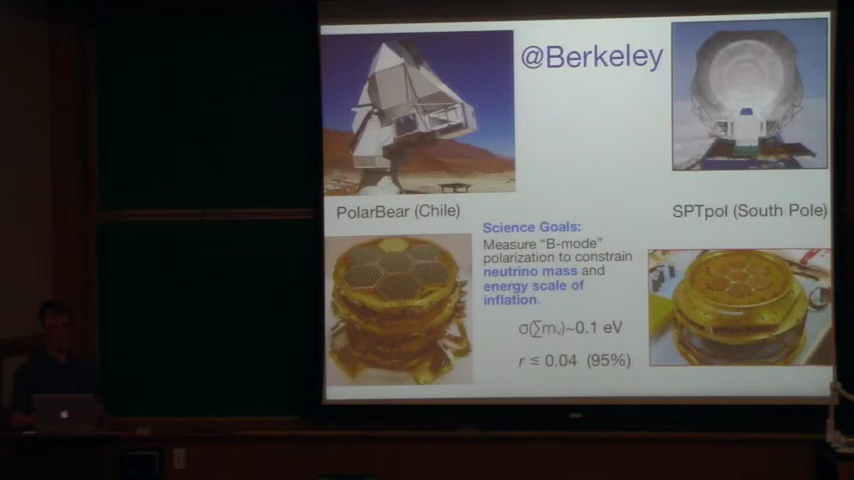 @Berkeley
PolarBear (Chile)
SPTpol (South Pole)
Science Goals:
Measure “B-mode”
polarization to constrain
neutrino mass and
energy scale of
inflation.
σ(∑mᵥ)~0.1 eV
r ≤ 0.04 (95%)